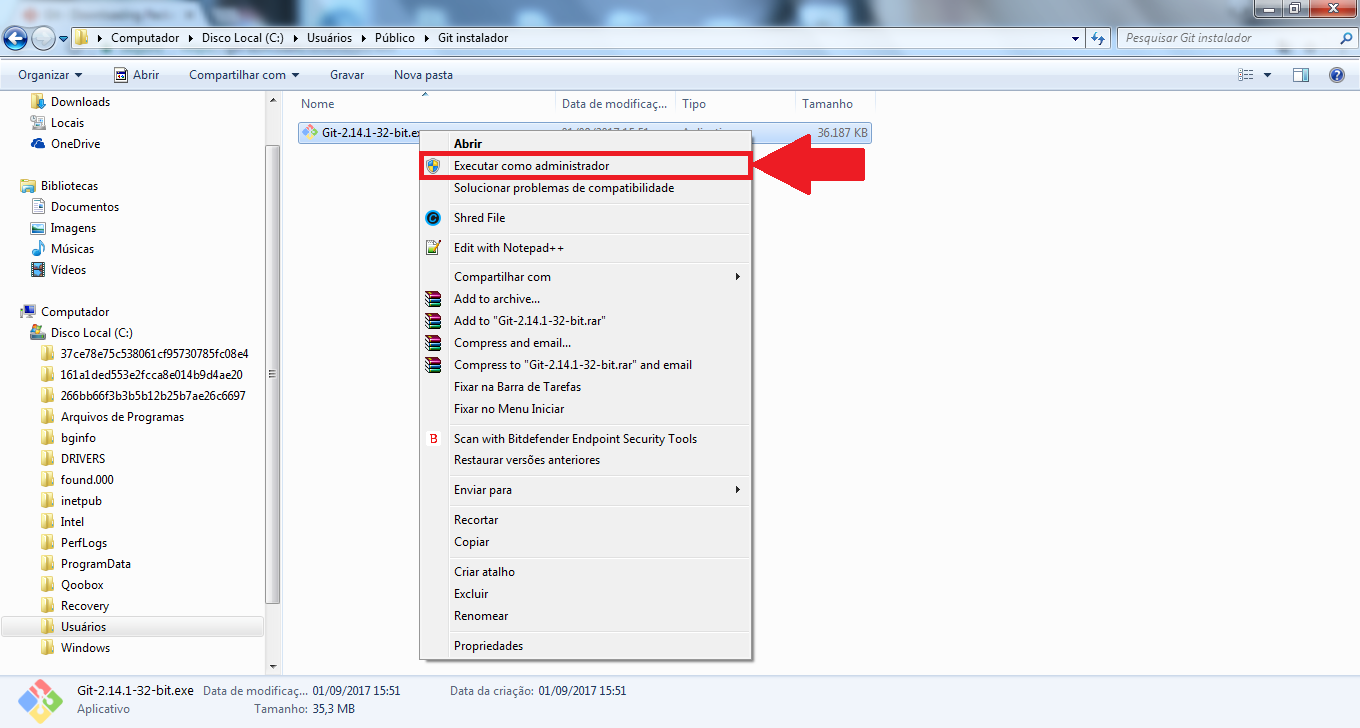 Computador ▸ Disco Local (C:) ▸ Usuários ▸ Público ▸ Git instalador
Pesquisar Git instalador
Organizar Abrir Compartilhar com Gravar Nova pasta
Downloads
Locais
OneDrive
Bibliotecas
Documentos
Imagens
Músicas
Vídeos
Computador
Disco Local (C:)
37ce78e75c538061cf95730785fc08e4
161a1ded553e2fcca8e014b9d4ae20
266bb66f3b3b5b12b25b7ae26c6697
Arquivos de Programas
bginfo
DRIVERS
found.000
inetpub
Intel
PerfLogs
ProgramData
Qoobox
Recovery
Usuários
Windows
Nome Data de modificaç... Tipo Tamanho
Git-2.14.1-32-bit.exe 01/09/2017 15:51 36.187 KB
Abrir
Executar como administrador
Solucionar problemas de compatibilidade
Shred File
Edit with Notepad++
Compartilhar com
Add to archive...
Add to "Git-2.14.1-32-bit.rar"
Compress and email...
Compress to "Git-2.14.1-32-bit.rar" and email
Fixar na Barra de Tarefas
Fixar no Menu Iniciar
B Scan with Bitdefender Endpoint Security Tools
Restaurar versões anteriores
Enviar para
Recortar
Copiar
Criar atalho
Excluir
Renomear
Propriedades
Git-2.14.1-32-bit.exe Data de modificaç... 01/09/2017 15:51 Data da criação: 01/09/2017 15:51
Aplicativo Tamanho: 35,3 MB